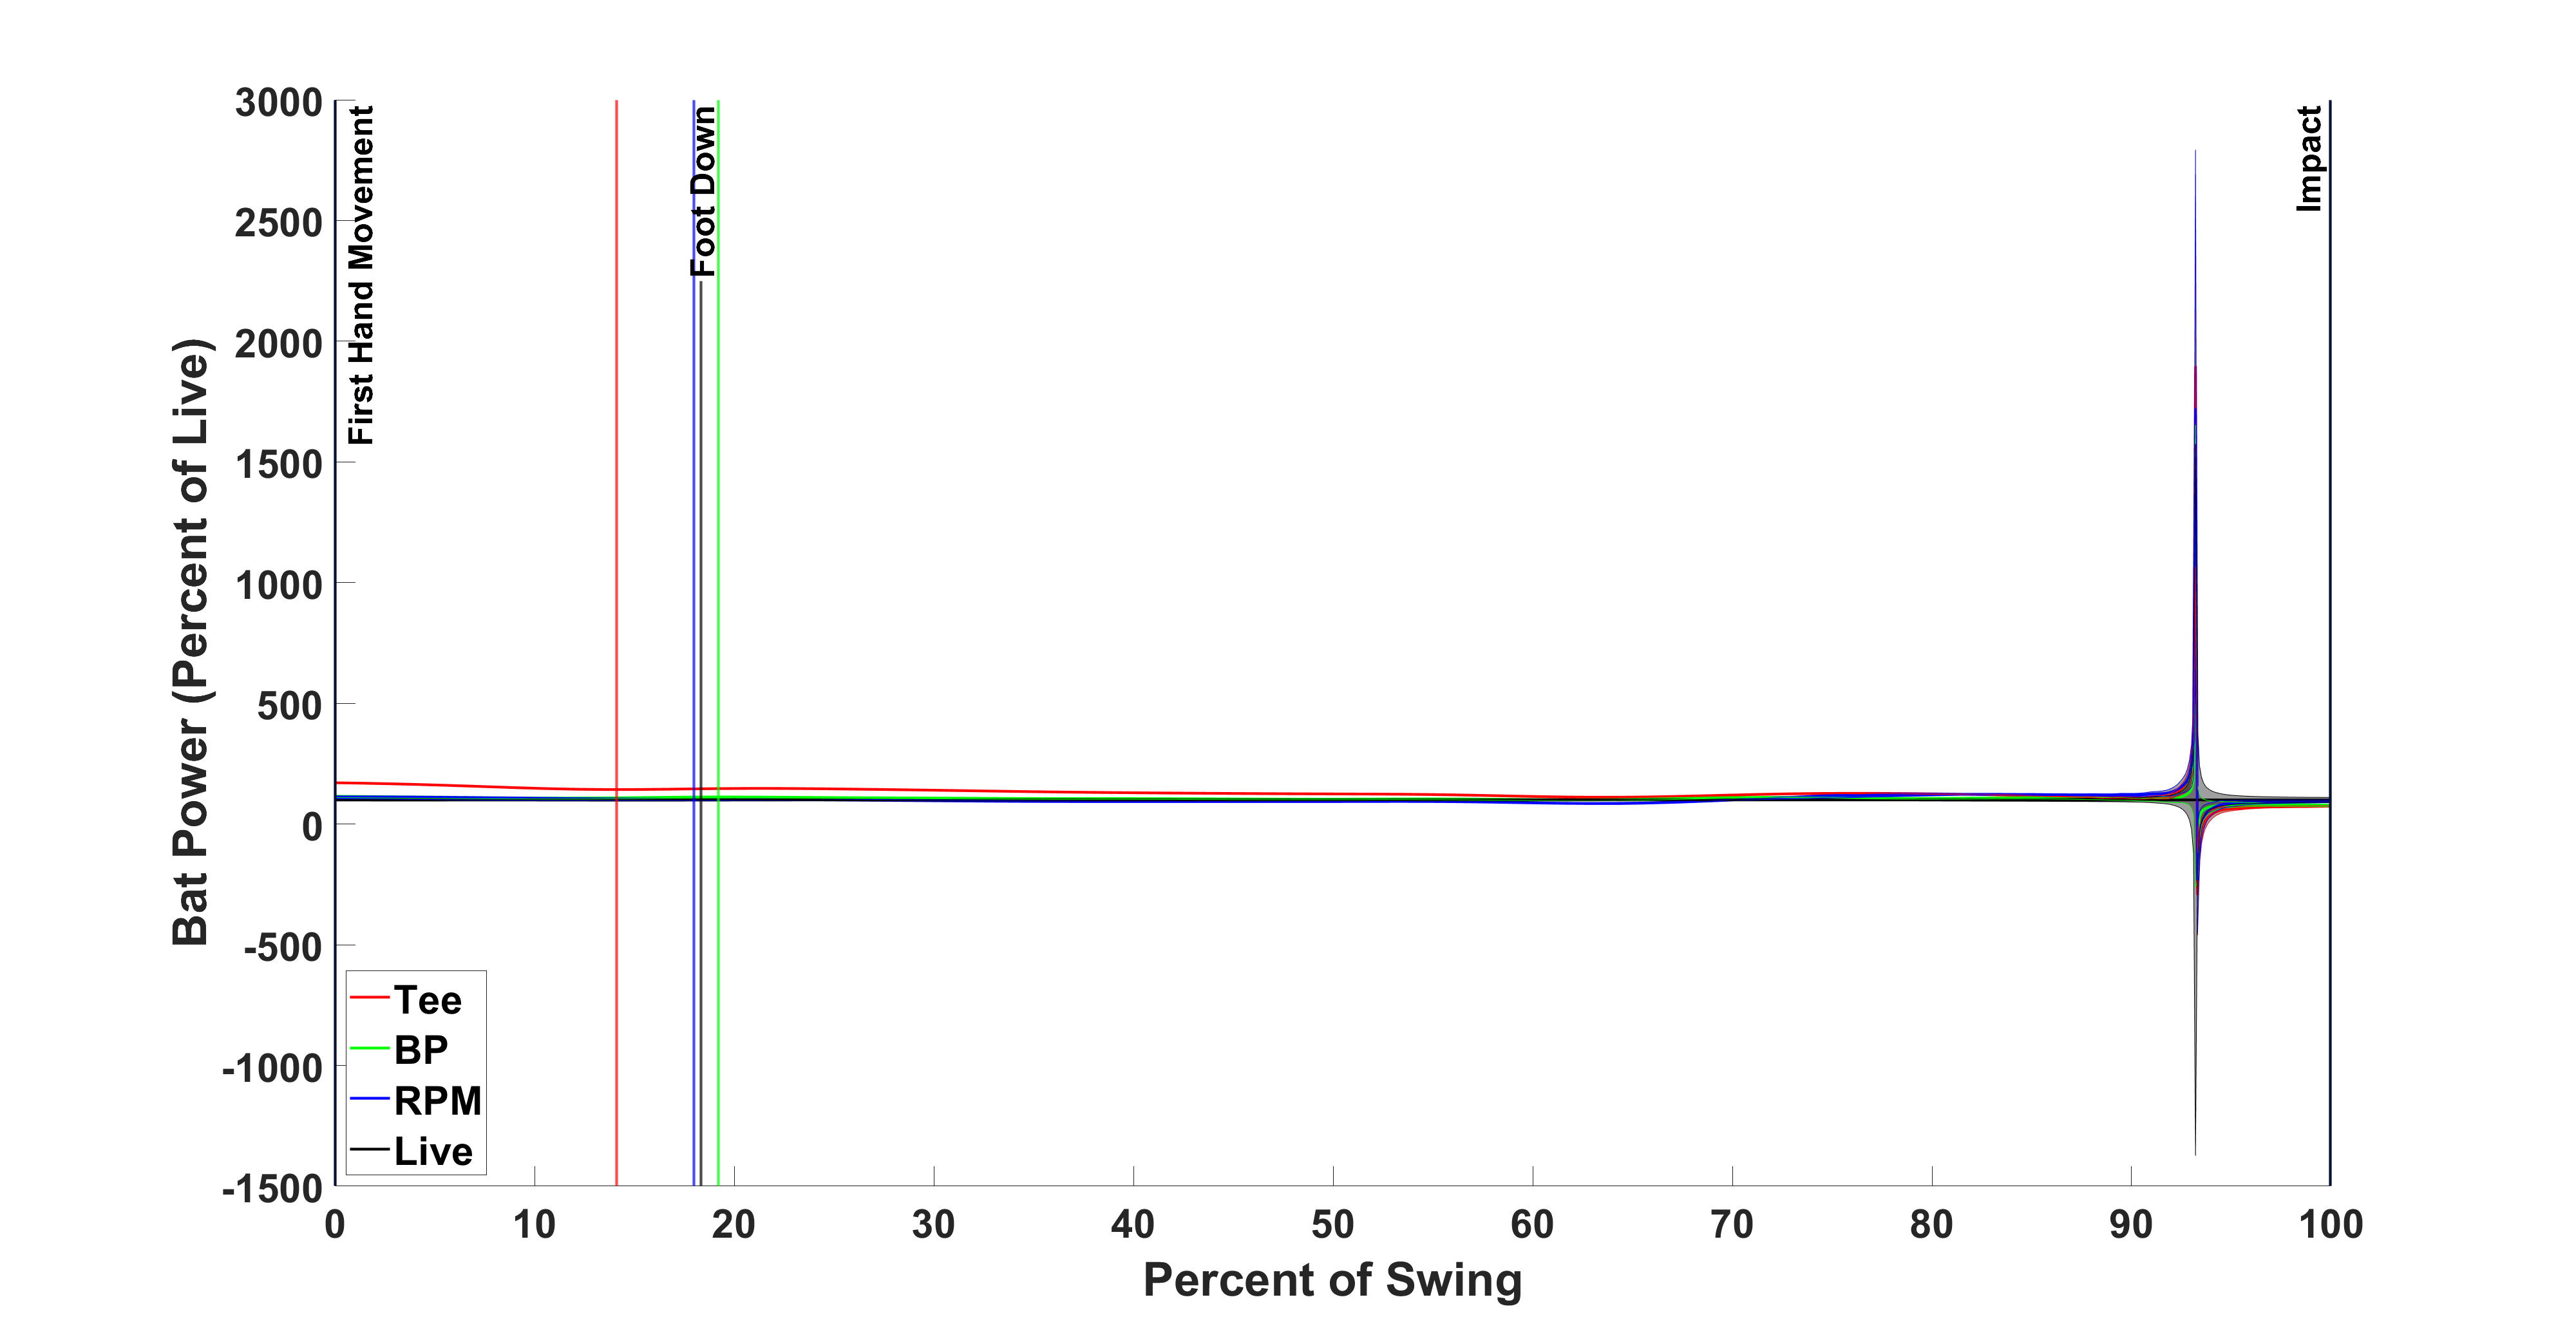 3000
2500
2000
1500
1000
500
0
-500
-1000
-1500
Bat Power (Percent of Live)
First Hand Movement
Foot Down
Impact
Tee
BP
RPM
Live
0 10 20 30 40 50 60 70 80 90 100
Percent of Swing